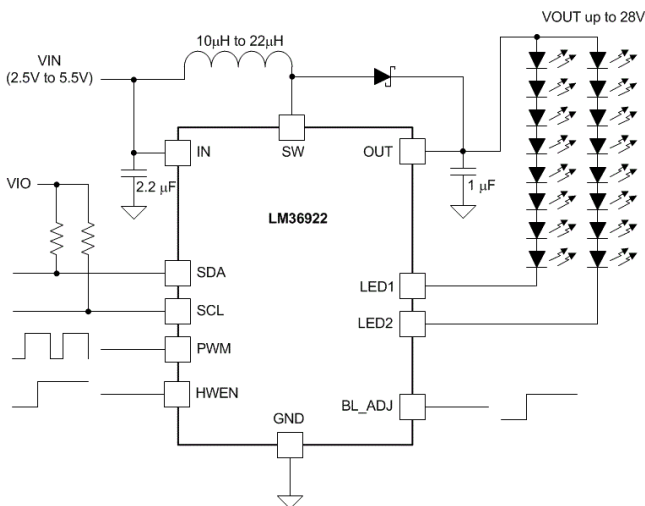 VOUT up to 28V
10μH to 22μH
VIN
(2.5V to 5.5V)
IN
SW
OUT
2.2 μF
1 μF
VIO
LM36922
SDA
LED1
SCL
LED2
PWM
HWEN
BL_ADJ
GND